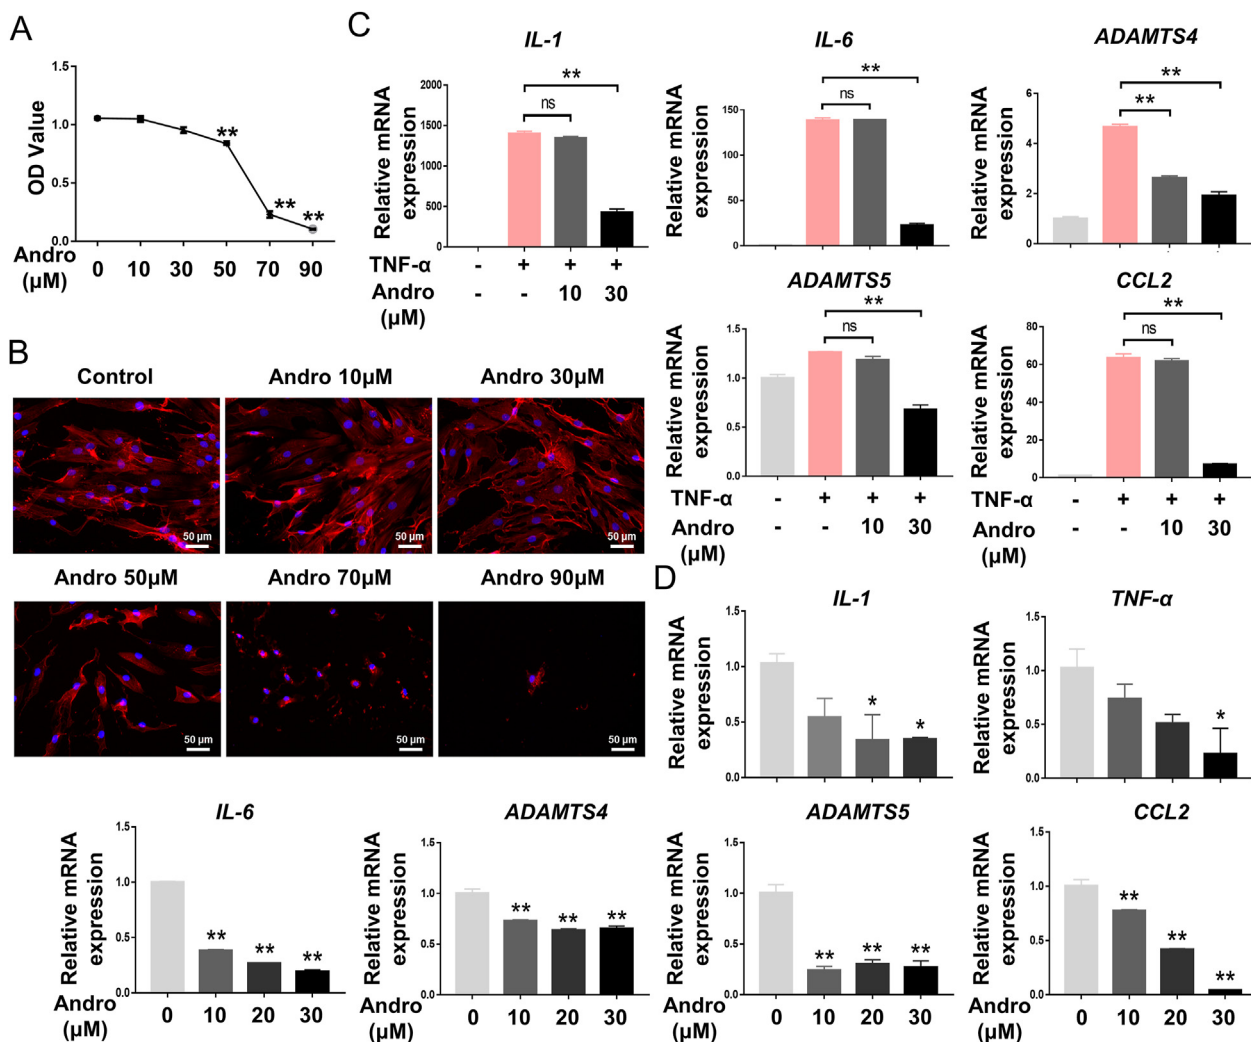 A
OD Value
1.5
1.0
0.5
0.0
**
**
**
Andro
(μM)
0 10 30 50 70 90
B
Control
Andro 10μM
Andro 30μM
50 μm
50 μm
50 μm
Andro 50μM
Andro 70μM
Andro 90μM
50 μm
50 μm
50 μm
C
IL-1
Relative mRNA
expression
2000
1500
1000
500
0
**
ns
TNF-α - + + +
Andro - - 10 30
(μM)
IL-6
Relative mRNA
expression
150
100
50
0
**
ns
ADAMTS4
Relative mRNA
expression
6
4
2
0
**
**
ADAMTS5
Relative mRNA
expression
1.5
1.0
0.5
0.0
**
ns
TNF-α - + + +
Andro - - 10 30
(μM)
CCL2
Relative mRNA
expression
80
60
40
20
0
**
ns
TNF-α - + + +
Andro - - 10 30
(μM)
D
IL-1
Relative mRNA
expression
1.5
1.0
0.5
0.0
*
*
TNF-α
Relative mRNA
expression
1.5
1.0
0.5
0.0
*
IL-6
Relative mRNA
expression
1.5
1.0
0.5
0.0
**
**
**
Andro
(μM)
0 10 20 30
ADAMTS4
Relative mRNA
expression
1.5
1.0
0.5
0.0
**
**
**
Andro
(μM)
0 10 20 30
ADAMTS5
Relative mRNA
expression
1.5
1.0
0.5
0.0
**
**
**
Andro
(μM)
0 10 20 30
CCL2
Relative mRNA
expression
1.5
1.0
0.5
0.0
**
**
**
Andro
(μM)
0 10 20 30